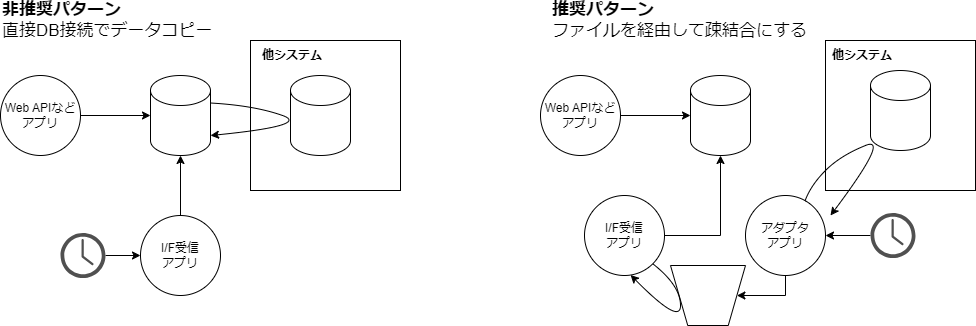 非推奨パターン
直接DB接続でデータコピー
他システム
Web APIなど
アプリ
I/F受信
アプリ
推奨パターン
ファイルを経由して疎結合にする
他システム
Web APIなど
アプリ
I/F受信
アプリ
アダプタ
アプリ